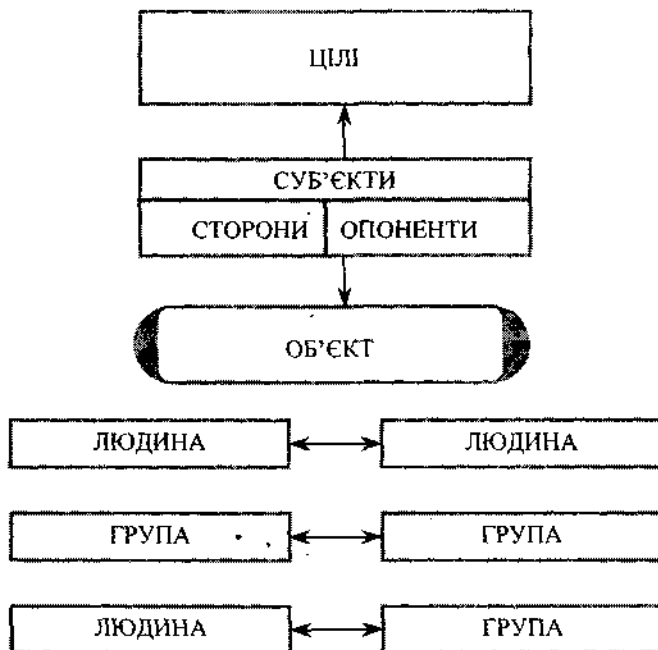 ЦІЛІ
СУБ’ЄКТИ
СТОРОНИ ОПОНЕНТИ
ОБ’ЄКТ
ЛЮДИНА ЛЮДИНА
ГРУПА ГРУПА
ЛЮДИНА ГРУПА